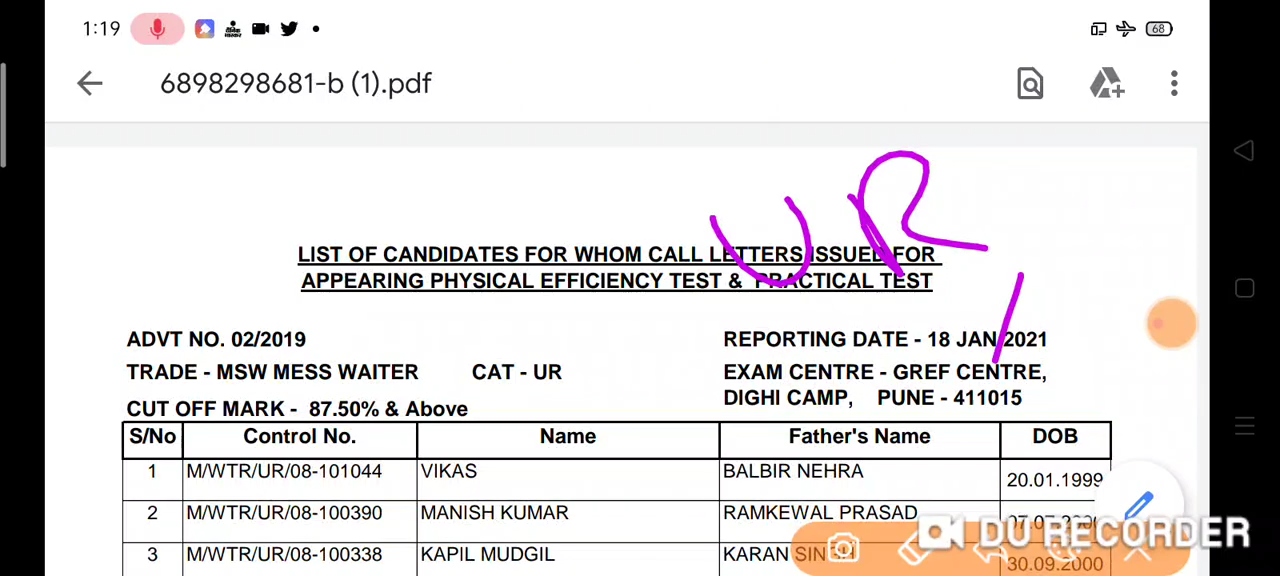 1:19 68
6898298681-b (1).pdf
UR
LIST OF CANDIDATES FOR WHOM CALL LETTERS ISSUED FOR
APPEARING PHYSICAL EFFICIENCY TEST & PRACTICAL TEST
ADVT NO. 02/2019 REPORTING DATE - 18 JAN 2021
TRADE - MSW MESS WAITER CAT - UR EXAM CENTRE - GREF CENTRE,
CUT OFF MARK - 87.50% & Above DIGHI CAMP, PUNE - 411015
S/No Control No. Name Father's Name DOB
1 M/WTR/UR/08-101044 VIKAS BALBIR NEHRA 20.01.1999
2 M/WTR/UR/08-100390 MANISH KUMAR RAMKEWAL PRASAD
3 M/WTR/UR/08-100338 KAPIL MUDGIL KARAN SINGH 30.09.2000
DU RECORDER